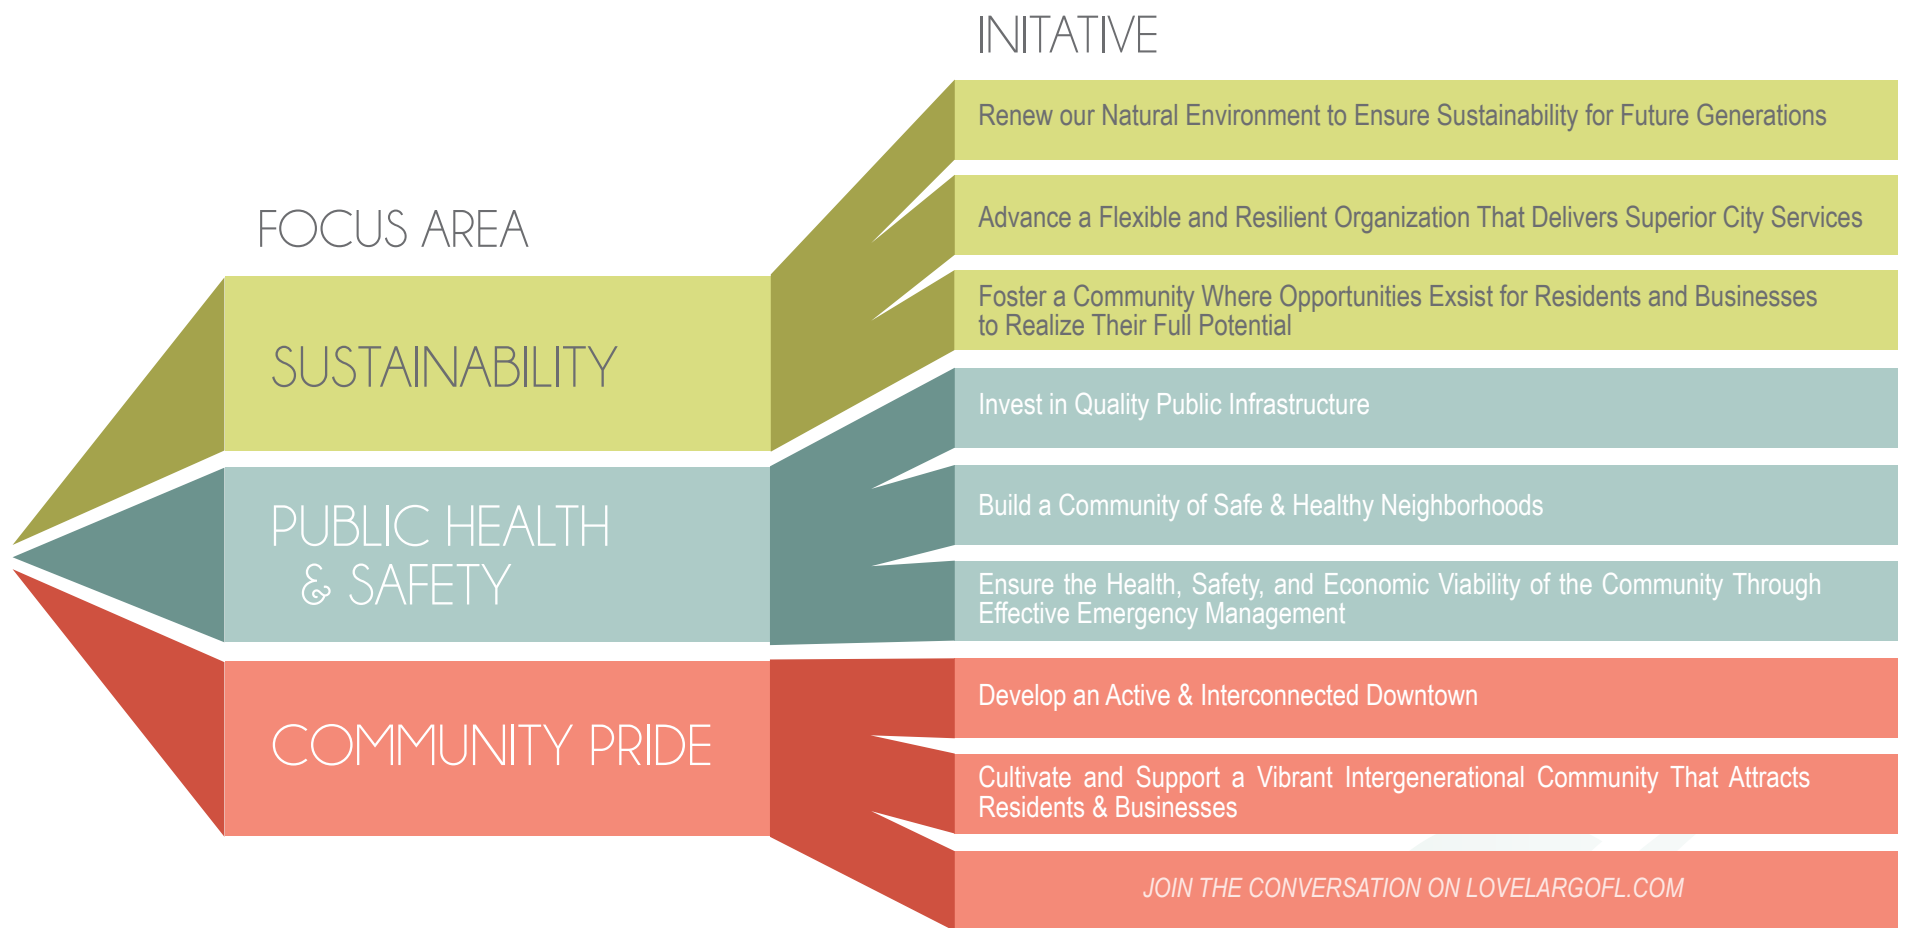 INITATIVE
Renew our Natural Environment to Ensure Sustainability for Future Generations
Advance a Flexible and Resilient Organization That Delivers Superior City Services
Foster a Community Where Opportunities Exsist for Residents and Businesses
to Realize Their Full Potential
FOCUS AREA
SUSTAINABILITY
Invest in Quality Public Infrastructure
Build a Community of Safe & Healthy Neighborhoods
Ensure the Health, Safety, and Economic Viability of the Community Through
Effective Emergency Management
PUBLIC HEALTH
& SAFETY
Develop an Active & Interconnected Downtown
Cultivate and Support a Vibrant Intergenerational Community That Attracts
Residents & Businesses
COMMUNITY PRIDE
JOIN THE CONVERSATION ON LOVELARGOFL.COM